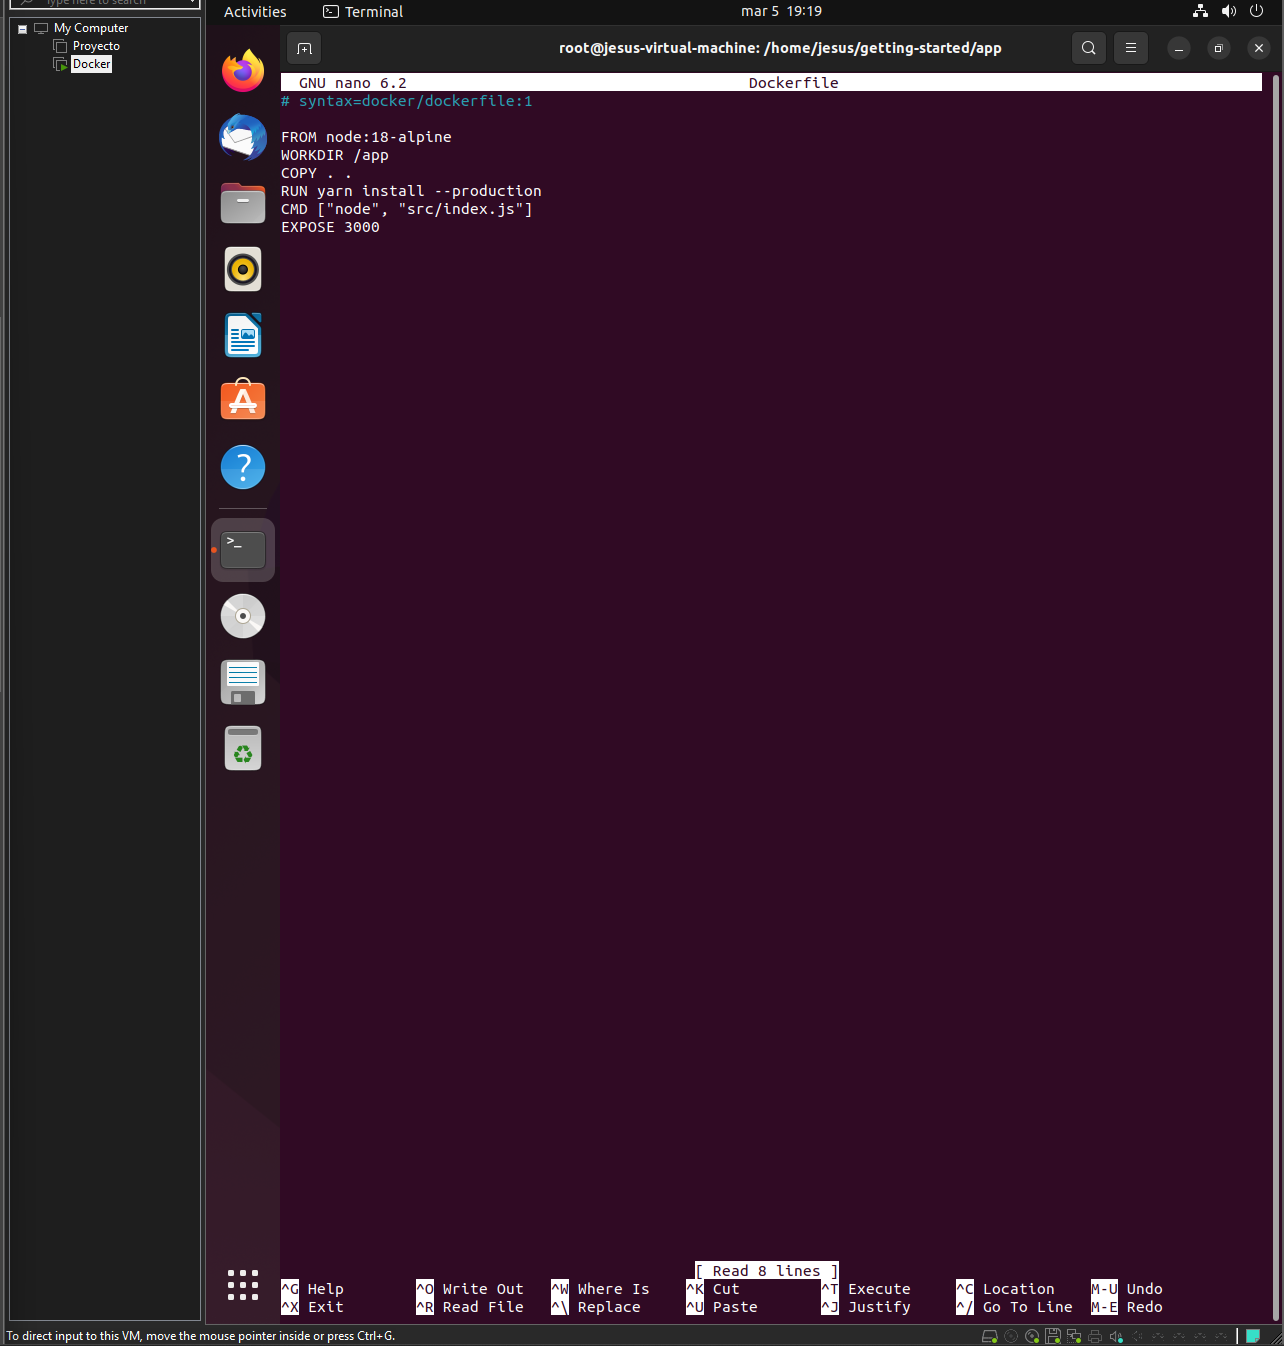 Type here to search
My Computer
Proyecto
Docker
Activities
Terminal
mar 5 19:19
root@jesus-virtual-machine: /home/jesus/getting-started/app
GNU nano 6.2 Dockerfile
# syntax=docker/dockerfile:1
FROM node:18-alpine
WORKDIR /app
COPY . .
RUN yarn install --production
CMD ["node", "src/index.js"]
EXPOSE 3000
[ Read 8 lines ]
^G Help ^O Write Out ^W Where Is ^K Cut ^T Execute ^C Location M-U Undo
^X Exit ^R Read File ^\ Replace ^U Paste ^J Justify ^/ Go To Line M-E Redo
To direct input to this VM, move the mouse pointer inside or press Ctrl+G.